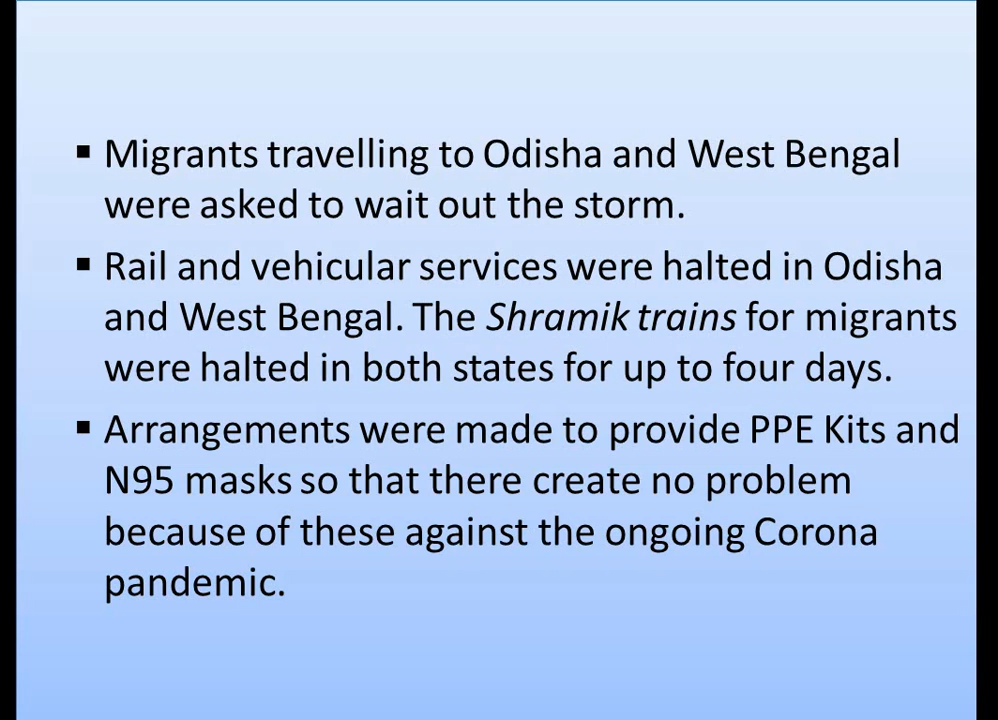 ▪ Migrants travelling to Odisha and West Bengal
were asked to wait out the storm.
▪ Rail and vehicular services were halted in Odisha
and West Bengal. The Shramik trains for migrants
were halted in both states for up to four days.
▪ Arrangements were made to provide PPE Kits and
N95 masks so that there create no problem
because of these against the ongoing Corona
pandemic.